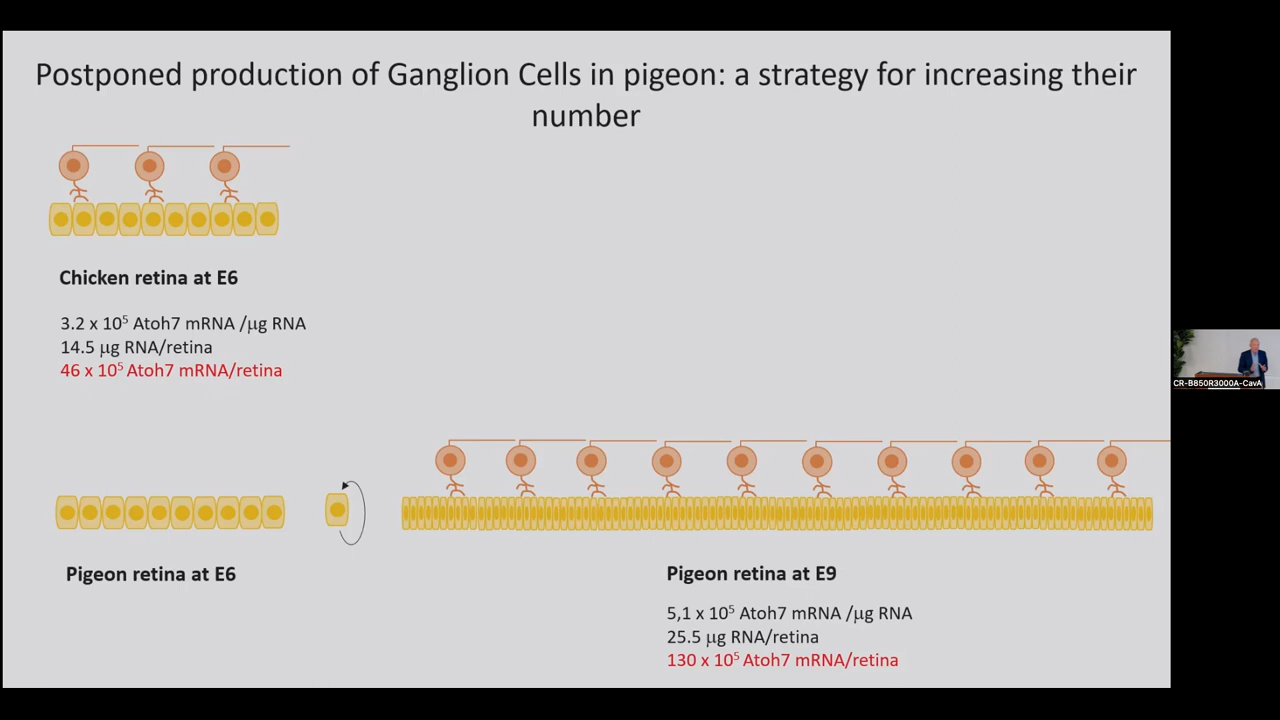 Postponed production of Ganglion Cells in pigeon: a strategy for increasing their
number
Chicken retina at E6
3.2 x 10⁵ Atoh7 mRNA /µg RNA
14.5 µg RNA/retina
46 x 10⁵ Atoh7 mRNA/retina
CR-B850R3000A-CavA
Pigeon retina at E6
Pigeon retina at E9
5,1 x 10⁵ Atoh7 mRNA /µg RNA
25.5 µg RNA/retina
130 x 10⁵ Atoh7 mRNA/retina